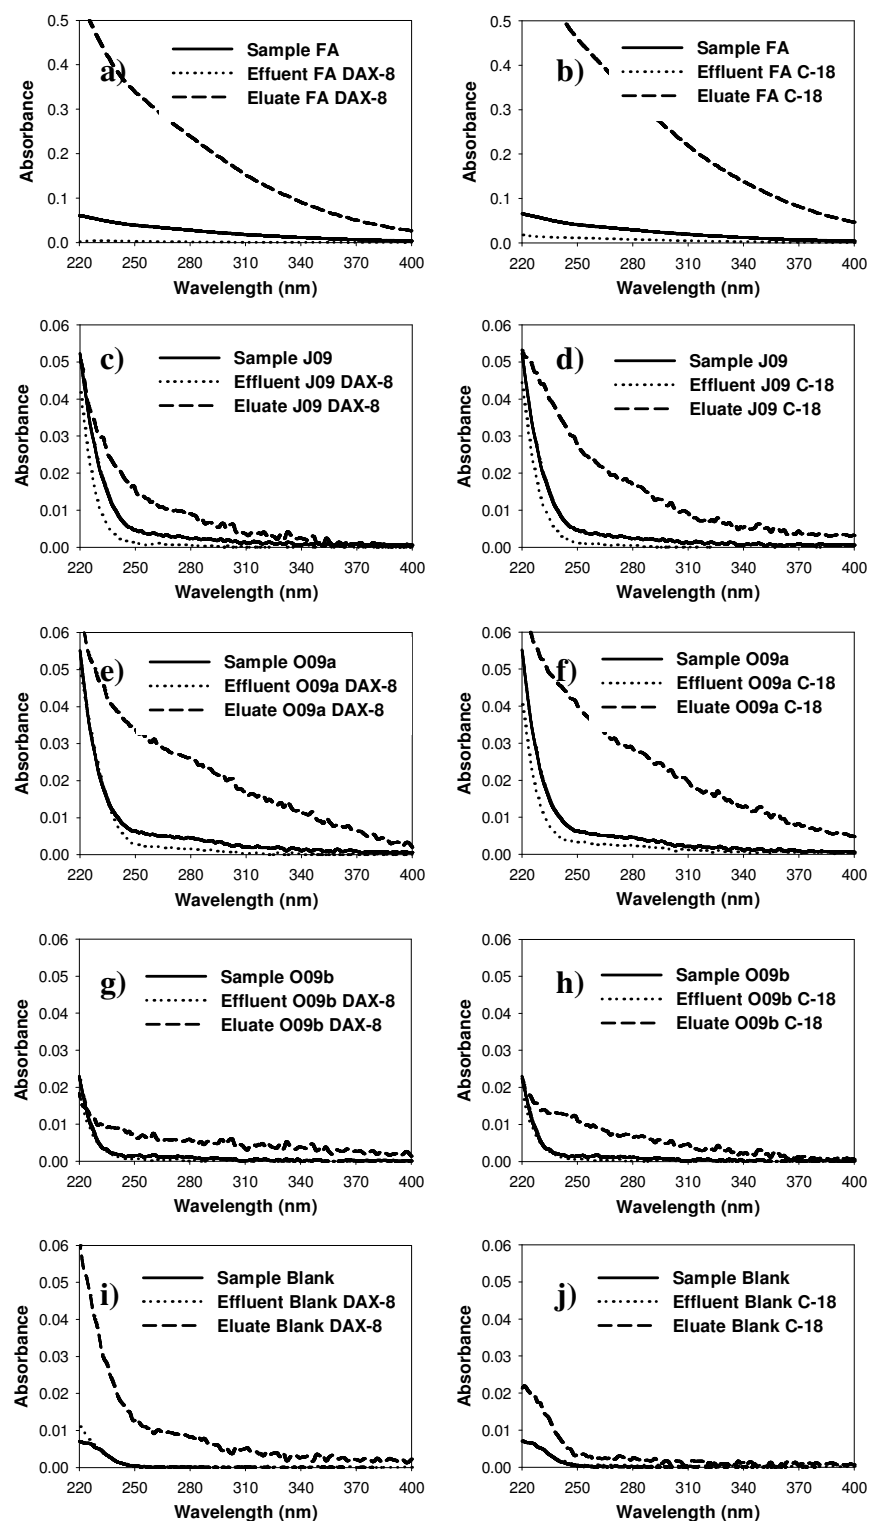 a)
Sample FA
Effluent FA DAX-8
Eluate FA DAX-8
Absorbance
0.5
0.4
0.3
0.2
0.1
0.0
220 250 280 310 340 370 400
Wavelength (nm)
b)
Sample FA
Effluent FA C-18
Eluate FA C-18
Absorbance
0.5
0.4
0.3
0.2
0.1
0.0
220 250 280 310 340 370 400
Wavelength (nm)
c)
Sample J09
Effluent J09 DAX-8
Eluate J09 DAX-8
Absorbance
0.06
0.05
0.04
0.03
0.02
0.01
0.00
220 250 280 310 340 370 400
Wavelength (nm)
d)
Sample J09
Effluent J09 C-18
Eluate J09 C-18
Absorbance
0.06
0.05
0.04
0.03
0.02
0.01
0.00
220 250 280 310 340 370 400
Wavelength (nm)
e)
Sample O09a
Effluent O09a DAX-8
Eluate O09a DAX-8
Absorbance
0.06
0.05
0.04
0.03
0.02
0.01
0.00
220 250 280 310 340 370 400
Wavelength (nm)
f)
Sample O09a
Effluent O09a C-18
Eluate O09a C-18
Absorbance
0.06
0.05
0.04
0.03
0.02
0.01
0.00
220 250 280 310 340 370 400
Wavelength (nm)
g)
Sample O09b
Effluent O09b DAX-8
Eluate O09b DAX-8
Absorbance
0.06
0.05
0.04
0.03
0.02
0.01
0.00
220 250 280 310 340 370 400
Wavelength (nm)
h)
Sample O09b
Effluent O09b C-18
Eluate O09b C-18
Absorbance
0.06
0.05
0.04
0.03
0.02
0.01
0.00
220 250 280 310 340 370 400
Wavelength (nm)
i)
Sample Blank
Effluent Blank DAX-8
Eluate Blank DAX-8
Absorbance
0.06
0.05
0.04
0.03
0.02
0.01
0.00
220 250 280 310 340 370 400
Wavelength (nm)
j)
Sample Blank
Effluent Blank C-18
Eluate Blank C-18
Absorbance
0.06
0.05
0.04
0.03
0.02
0.01
0.00
220 250 280 310 340 370 400
Wavelength (nm)